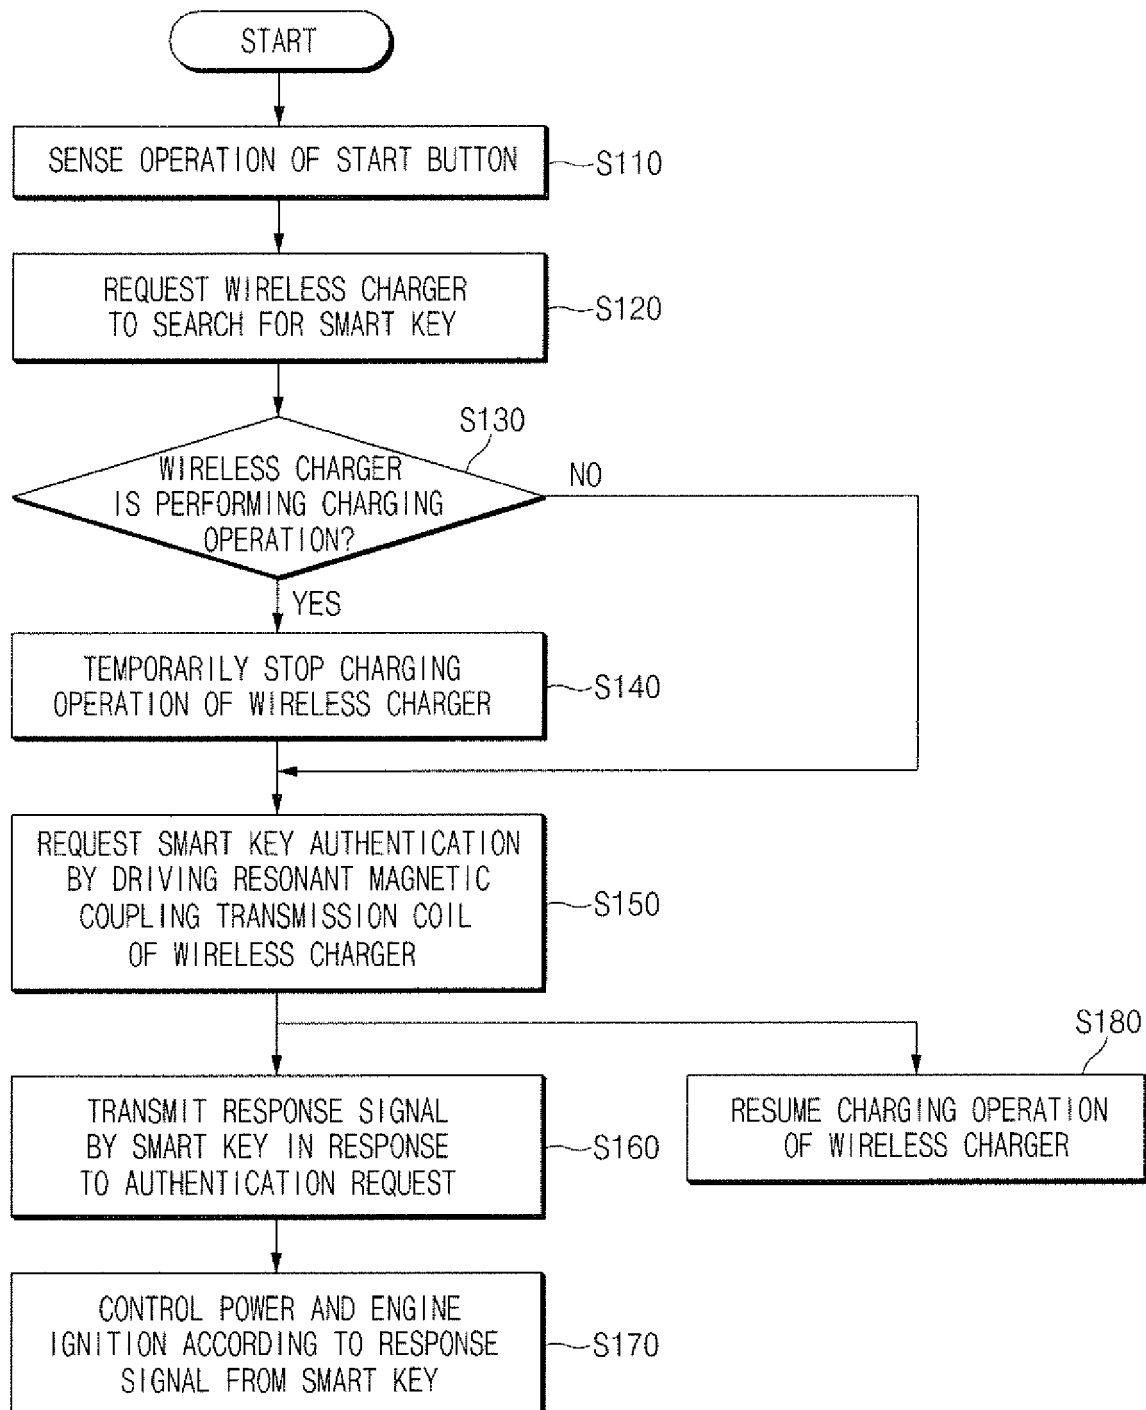 START
SENSE OPERATION OF START BUTTON
S110
REQUEST WIRELESS CHARGER
TO SEARCH FOR SMART KEY
S120
S130
WIRELESS CHARGER
IS PERFORMING CHARGING
OPERATION?
NO
YES
TEMPORARILY STOP CHARGING
OPERATION OF WIRELESS CHARGER
S140
REQUEST SMART KEY AUTHENTICATION
BY DRIVING RESONANT MAGNETIC
COUPLING TRANSMISSION COIL
OF WIRELESS CHARGER
S150
TRANSMIT RESPONSE SIGNAL
BY SMART KEY IN RESPONSE
TO AUTHENTICATION REQUEST
S160
S180
RESUME CHARGING OPERATION
OF WIRELESS CHARGER
CONTROL POWER AND ENGINE
IGNITION ACCORDING TO RESPONSE
SIGNAL FROM SMART KEY
S170